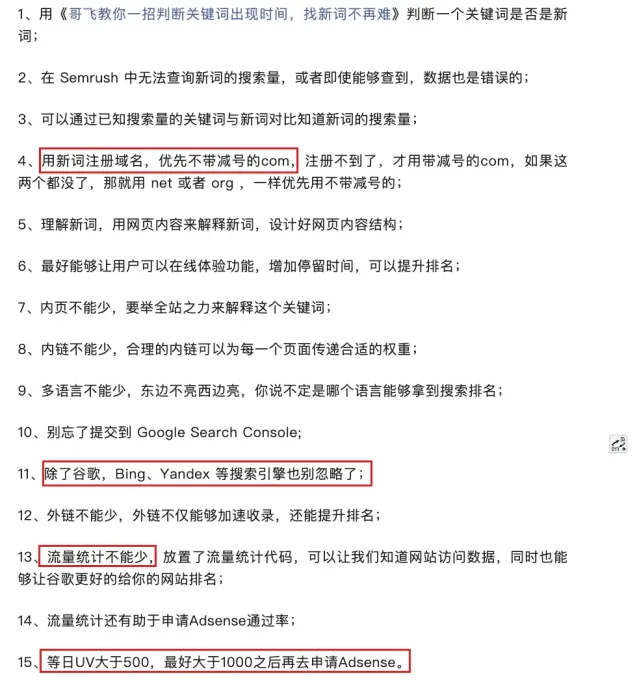 1、用《哥飞教你一招判断关键词出现时间，找新词不再难》判断一个关键词是否是新
词；
2、在 Semrush 中无法查询新词的搜索量，或者即使能够查到，数据也是错误的；
3、可以通过已知搜索量的关键词与新词对比知道新词的搜索量；
4、用新词注册域名，优先不带减号的com，注册不到了，才用带减号的com，如果这
两个都没了，那就用 net 或者 org ，一样优先用不带减号的；
5、理解新词，用网页内容来解释新词，设计好网页内容结构；
6、最好能够让用户可以在线体验功能，增加停留时间，可以提升排名；
7、内页不能少，要举全站之力来解释这个关键词；
8、内链不能少，合理的内链可以为每一个页面传递合适的权重；
9、多语言不能少，东边不亮西边亮，你说不定是哪个语言能够拿到搜索排名；
10、别忘了提交到 Google Search Console;
11、除了谷歌，Bing、Yandex 等搜索引擎也别忽略了；
12、外链不能少，外链不仅能够加速收录，还能提升排名；
13、流量统计不能少，放置了流量统计代码，可以让我们知道网站访问数据，同时也能
够让谷歌更好的给你的网站排名；
14、流量统计还有助于申请Adsense通过率；
15、等日UV大于500，最好大于1000之后再去申请Adsense。